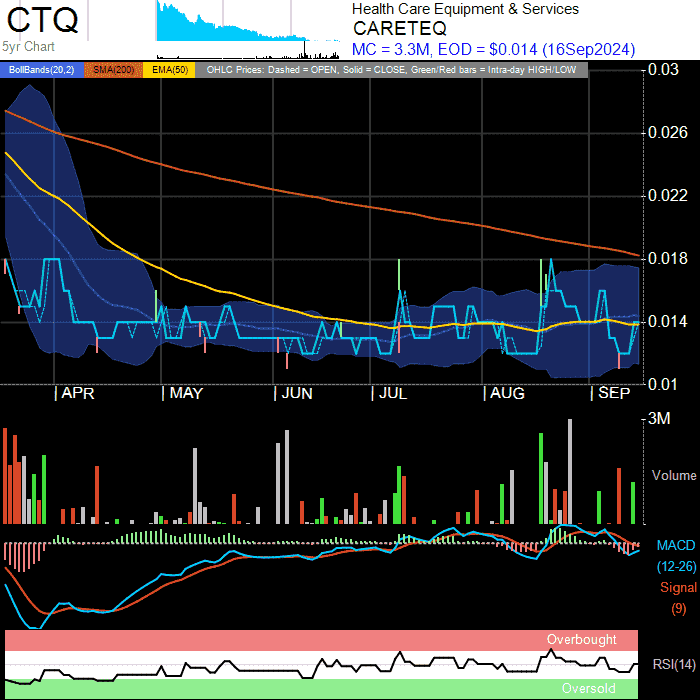 CTQ
5yr Chart
Health Care Equipment & Services
CARETEQ
MC = 3.3M, EOD = $0.014 (16Sep2024)
BollBands(20,2) SMA(200) EMA(50) OHLC Prices: Dashed = OPEN, Solid = CLOSE, Green/Red bars = Intra-day HIGH/LOW
0.03
0.026
0.022
0.018
0.014
0.01
| APR | MAY | JUN | JUL | AUG | SEP
3M
Volume
MACD
(12-26)
Signal
(9)
Overbought
RSI(14)
Oversold